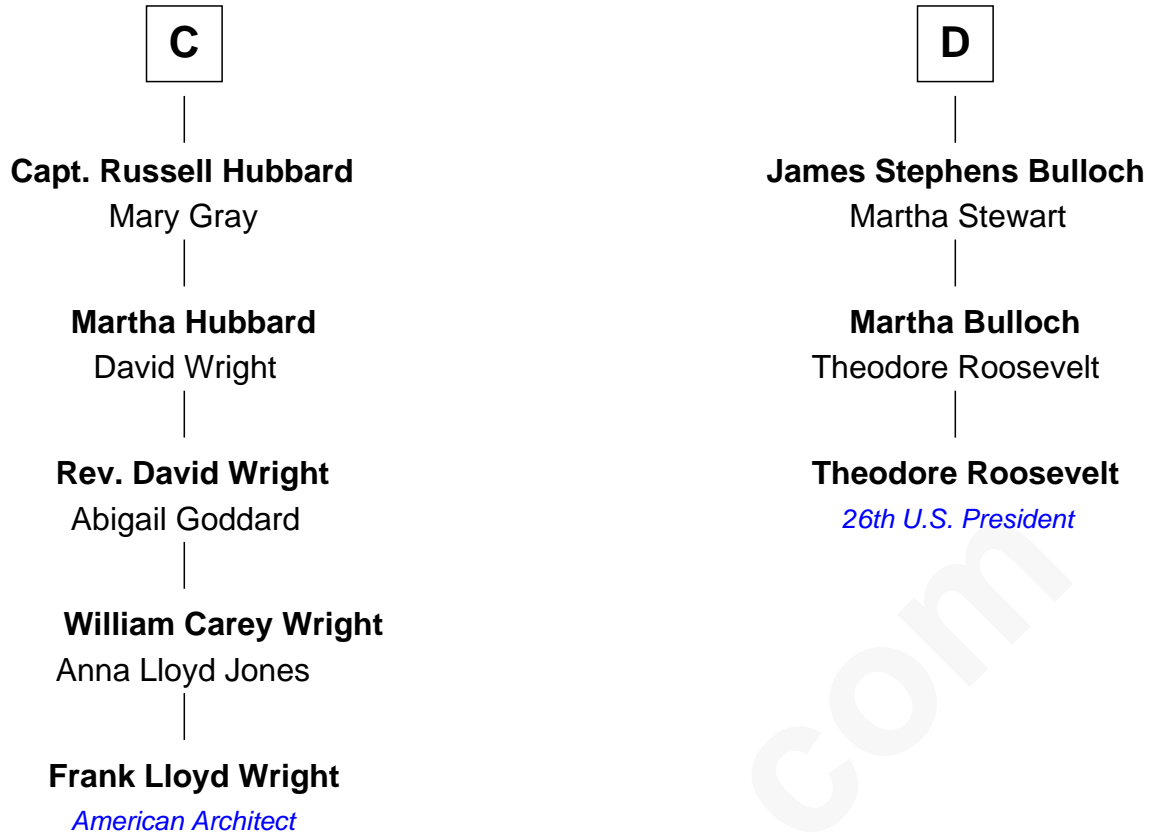 C
Capt. Russell Hubbard
Mary Gray
Martha Hubbard
David Wright
Rev. David Wright
Abigail Goddard
William Carey Wright
Anna Lloyd Jones
Frank Lloyd Wright
American Architect
D
James Stephens Bulloch
Martha Stewart
Martha Bulloch
Theodore Roosevelt
Theodore Roosevelt
26th U.S. President
com